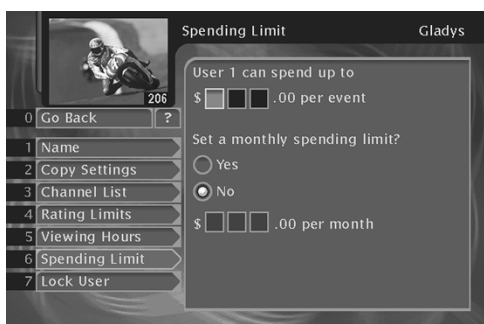 Spending Limit Gladys
206
0 Go Back ?
1 Name
2 Copy Settings
3 Channel List
4 Rating Limits
5 Viewing Hours
6 Spending Limit
7 Lock User
User 1 can spend up to
$ .00 per event
Set a monthly spending limit?
Yes
No
$ .00 per month